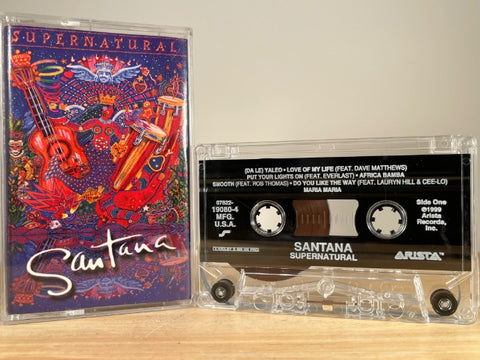 SUPERNATURAL
Santana
(DA LE) YALEO • LOVE OF MY LIFE (FEAT. DAVE MATTHEWS)
PUT YOUR LIGHTS ON (FEAT. EVERLAST) • AFRICA BAMBA
SMOOTH (FEAT. ROB THOMAS) • DO YOU LIKE THE WAY (FEAT. LAURYN HILL & CEE-LO)
MARIA MARIA
07822-
19080-4
MFG.
U.S.A.
S
Side One
℗1999
Arista
Records,
Inc.
SANTANA
SUPERNATURAL
ARISTA